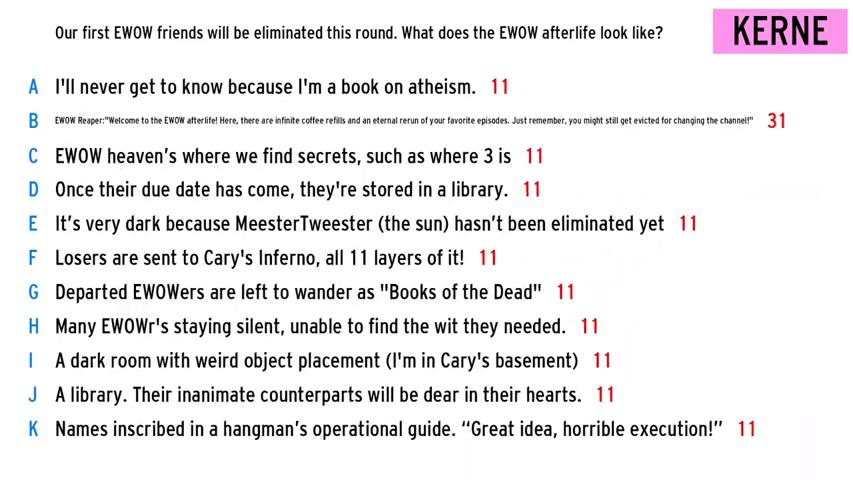 Our first EWOW friends will be eliminated this round. What does the EWOW afterlife look like?
KERNE
A I'll never get to know because I'm a book on atheism. 11
B EWOW Reaper:"Welcome to the EWOW afterlife! Here, there are infinite coffee refills and an eternal rerun of your favorite episodes. Just remember, you might still get evicted for changing the channel!" 31
C EWOW heaven’s where we find secrets, such as where 3 is 11
D Once their due date has come, they're stored in a library. 11
E It’s very dark because MeesterTweester (the sun) hasn’t been eliminated yet 11
F Losers are sent to Cary's Inferno, all 11 layers of it! 11
G Departed EWOWers are left to wander as "Books of the Dead" 11
H Many EWOWr's staying silent, unable to find the wit they needed. 11
I A dark room with weird object placement (I'm in Cary's basement) 11
J A library. Their inanimate counterparts will be dear in their hearts. 11
K Names inscribed in a hangman’s operational guide. “Great idea, horrible execution!” 11